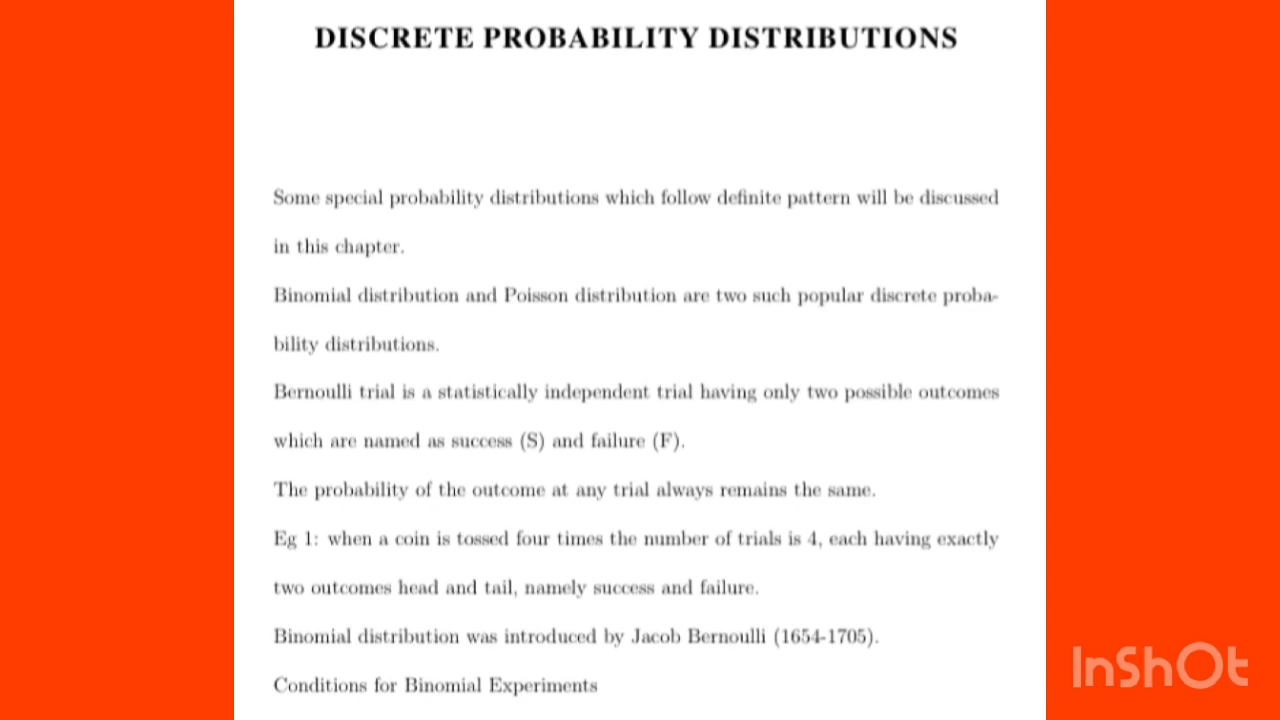 DISCRETE PROBABILITY DISTRIBUTIONS
Some special probability distributions which follow definite pattern will be discussed
in this chapter.
Binomial distribution and Poisson distribution are two such popular discrete proba-
bility distributions.
Bernoulli trial is a statistically independent trial having only two possible outcomes
which are named as success (S) and failure (F).
The probability of the outcome at any trial always remains the same.
Eg 1: when a coin is tossed four times the number of trials is 4, each having exactly
two outcomes head and tail, namely success and failure.
Binomial distribution was introduced by Jacob Bernoulli (1654-1705).
Conditions for Binomial Experiments
InShOt